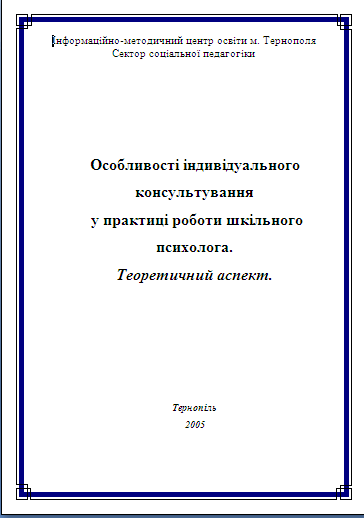 Інформаційно-методичний центр освіти м. Тернополя
Сектор соціальної педагогіки
Особливості індивідуального
консультування
у практиці роботи шкільного
психолога.
Теоретичний аспект.
Тернопіль
2005